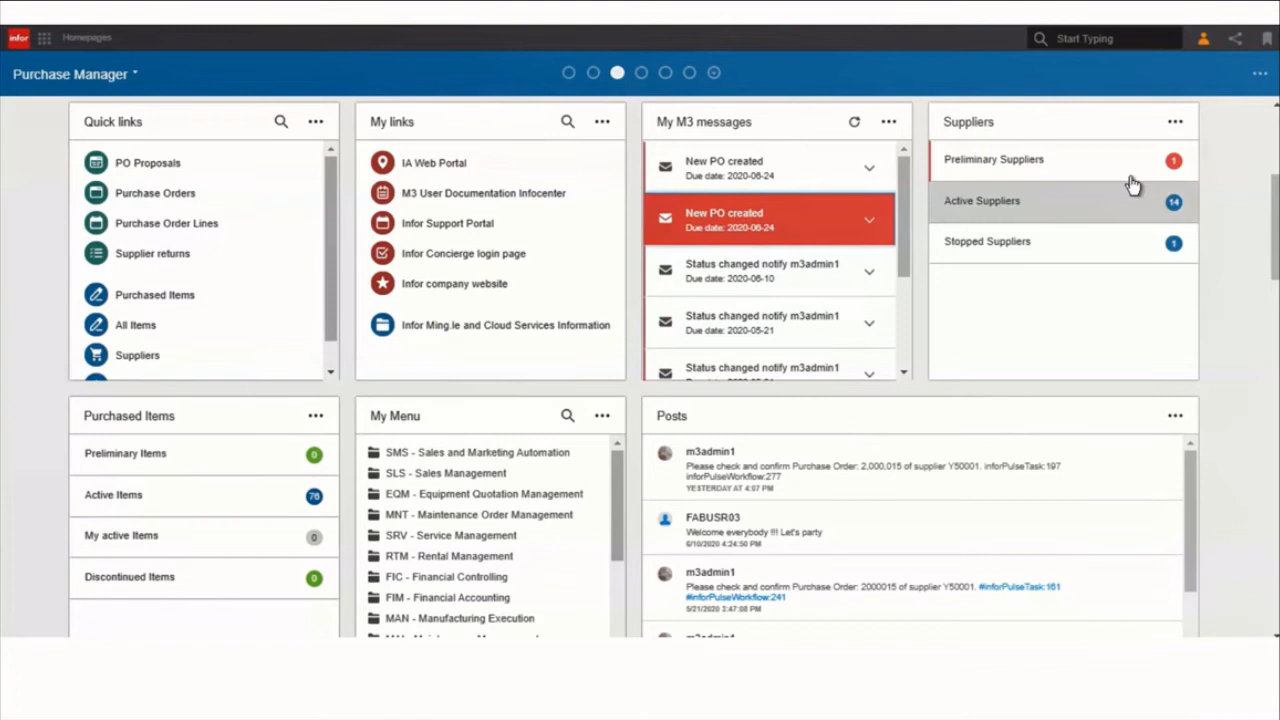 infor
Homepages
Start Typing
Purchase Manager
Quick links
PO Proposals
Purchase Orders
Purchase Order Lines
Supplier returns
Purchased Items
All Items
Suppliers
My links
IA Web Portal
M3 User Documentation Infocenter
Infor Support Portal
Infor Concierge login page
Infor company website
Infor Ming.le and Cloud Services Information
My M3 messages
New PO created
Due date: 2020-06-24
New PO created
Due date: 2020-06-24
Status changed notify m3admin1
Due date: 2020-06-10
Status changed notify m3admin1
Due date: 2020-05-21
Status changed notify m3admin1
Suppliers
Preliminary Suppliers 1
Active Suppliers 14
Stopped Suppliers 1
Purchased Items
Preliminary Items 0
Active Items 76
My active Items 0
Discontinued Items 0
My Menu
SMS - Sales and Marketing Automation
SLS - Sales Management
EQM - Equipment Quotation Management
MNT - Maintenance Order Management
SRV - Service Management
RTM - Rental Management
FIC - Financial Controlling
FIM - Financial Accounting
MAN - Manufacturing Execution
Posts
m3admin1
Please check and confirm Purchase Order: 2,000,015 of supplier Y50001. inforPulseTask:197
inforPulseWorkflow:277
YESTERDAY AT 4:07 PM
FABUSR03
Welcome everybody !!! Let's party
6/10/2020 4:24:50 PM
m3admin1
Please check and confirm Purchase Order: 2000015 of supplier Y50001. #inforPulseTask:161
#inforPulseWorkflow:241
5/21/2020 3:47:08 PM